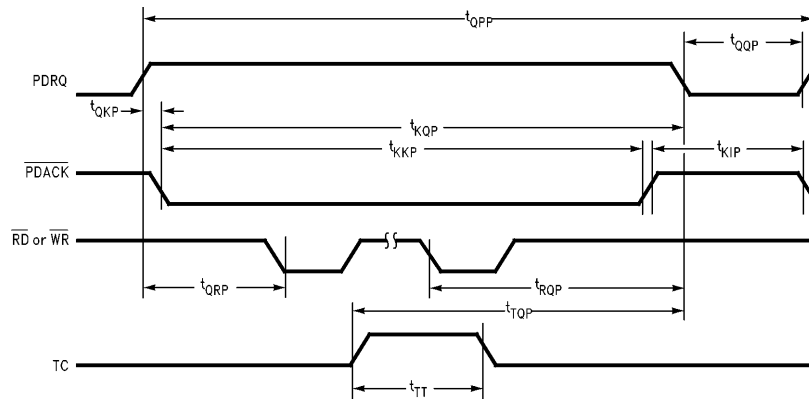 tQPP
tQQP
PDRQ
tQKP
tKQP
tKKP
tKIP
PDACK
RD or WR
tQRP
tRQP
tTQP
TC
tTT